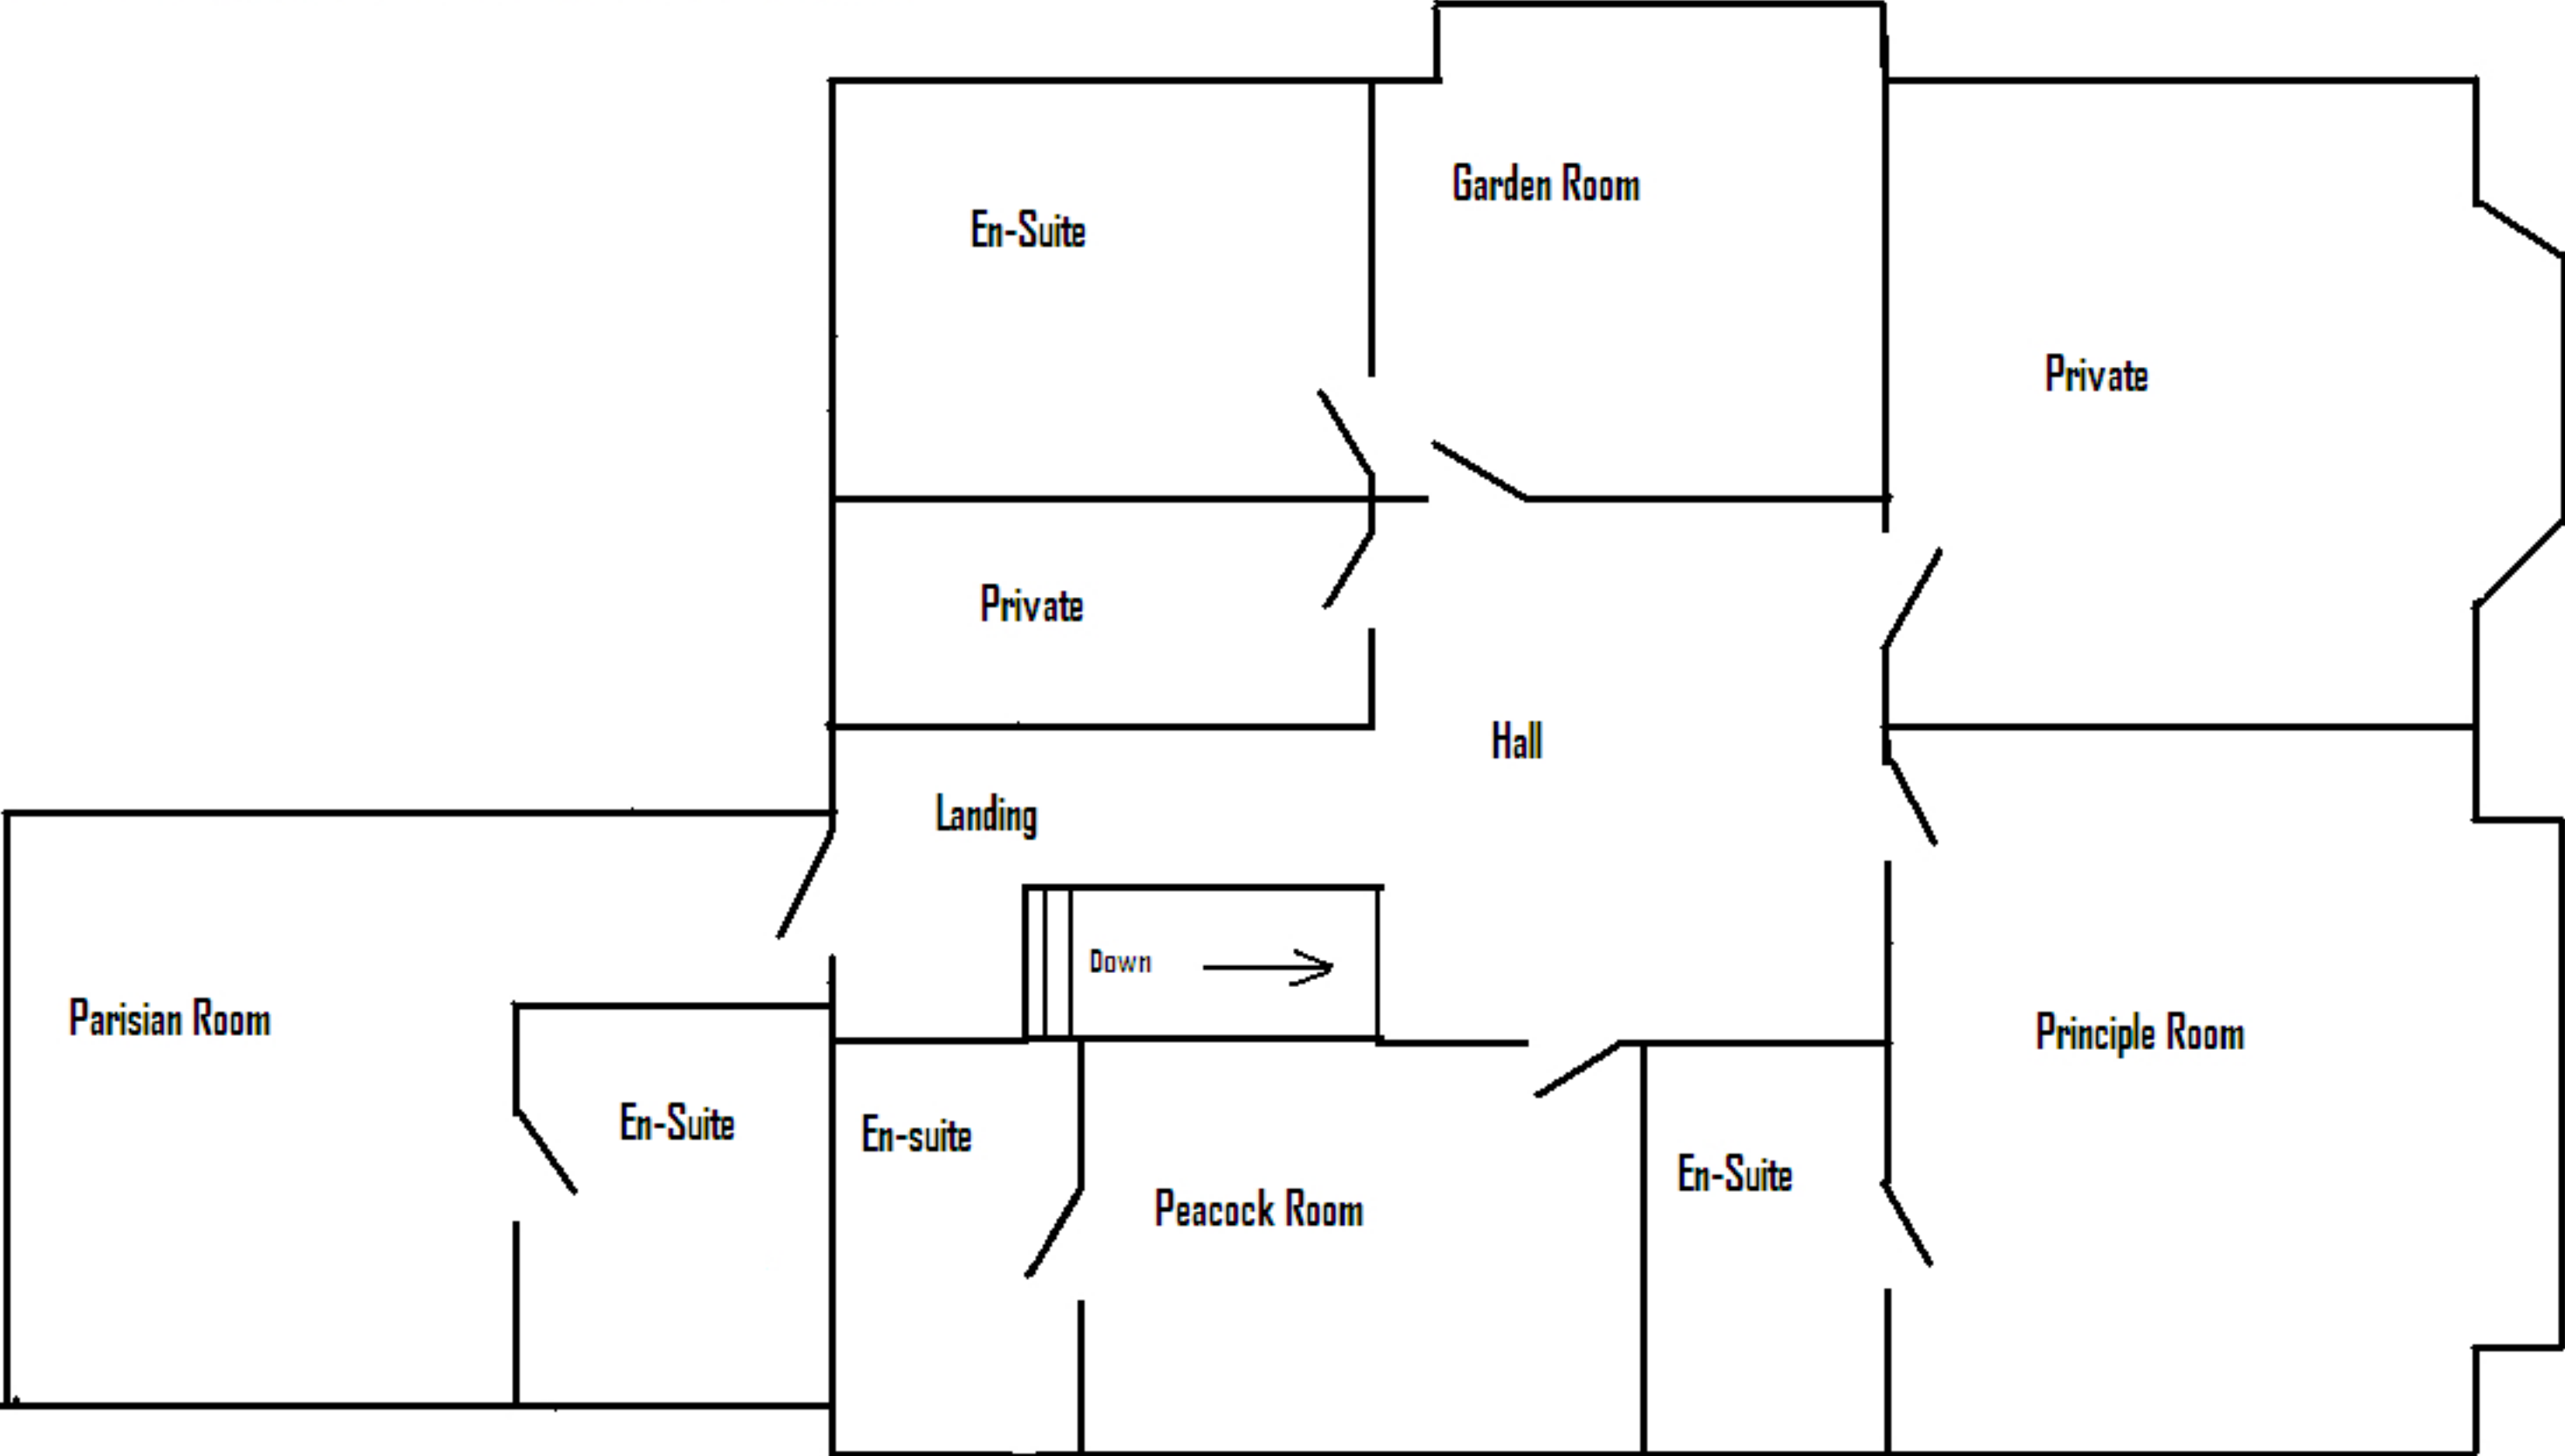 Garden Room
En-Suite
Private
Private
Hall
Landing
Down
Parisian Room
Principle Room
En-Suite
En-suite
En-Suite
Peacock Room